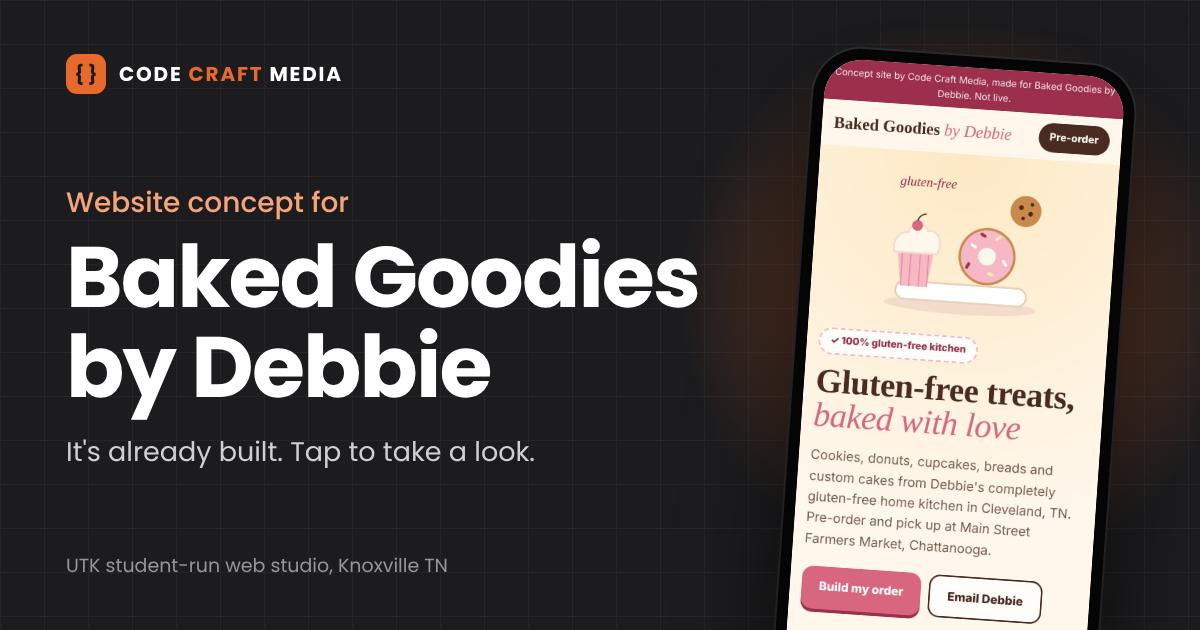 { } CODE CRAFT MEDIA
Website concept for
Baked Goodies
by Debbie
It's already built. Tap to take a look.
UTK student-run web studio, Knoxville TN
Concept site by Code Craft Media, made for Baked Goodies by
Debbie. Not live.
Baked Goodies by Debbie
Pre-order
gluten-free
✓ 100% gluten-free kitchen
Gluten-free treats,
baked with love
Cookies, donuts, cupcakes, breads and
custom cakes from Debbie's completely
gluten-free home kitchen in Cleveland, TN.
Pre-order and pick up at Main Street
Farmers Market, Chattanooga.
Build my order
Email Debbie